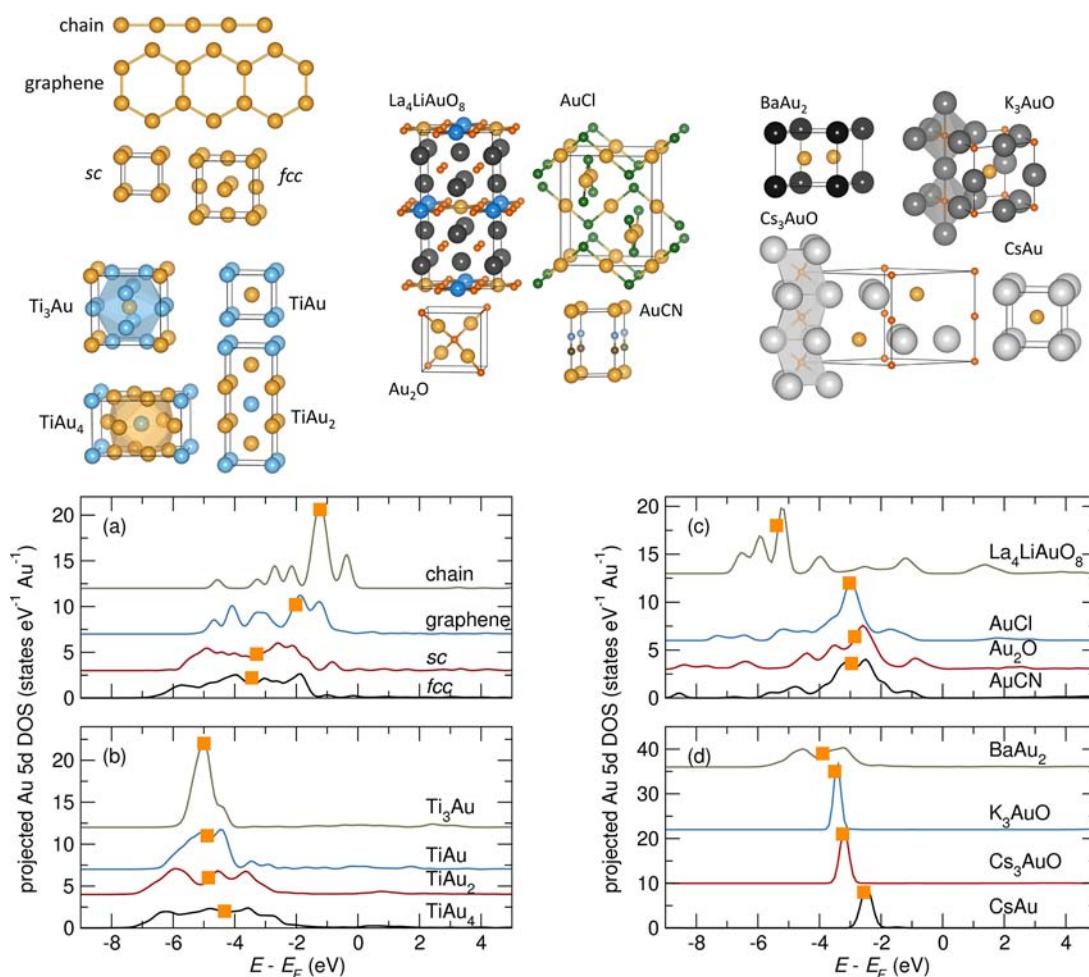 chain
graphene
sc
fcc
Ti₃Au
TiAu
TiAu₄
TiAu₂
La₄LiAuO₈
AuCl
Au₂O
AuCN
BaAu₂
K₃AuO
Cs₃AuO
CsAu
projected Au 5d DOS (states eV⁻¹ Au⁻¹)
20
15
10
5
0
(a)
chain
graphene
sc
fcc
20
15
10
5
0
(b)
Ti₃Au
TiAu
TiAu₂
TiAu₄
-8 -6 -4 -2 0 2 4
E - E_F (eV)
projected Au 5d DOS (states eV⁻¹ Au⁻¹)
20
15
10
5
0
(c)
La₄LiAuO₈
AuCl
Au₂O
AuCN
40
30
20
10
0
(d)
BaAu₂
K₃AuO
Cs₃AuO
CsAu
-8 -6 -4 -2 0 2 4
E - E_F (eV)